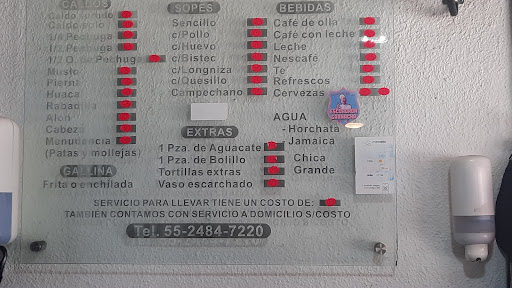 CALDOS
Caldo surtido
Caldo solo
1/2 Pechuga
1/4 Pechuga
1/2 O. de Pechuga
Muslo
Pierna
Huacal
Rabadilla
Alon
Cabeza
Menudencia
(Patas y mollejas)
GALLINA
Frita o enchilada
SOPES
Sencillo
c/Pollo
c/Huevo
c/Bistec
c/Longniza
c/Quesillo
Campechano
EXTRAS
1 Pza. de Aguacate
1 Pza. de Bolillo
Tortillas extras
Vaso escarchado
BEBIDAS
Café de olla
Café con leche
Leche
Nescafé
Te
Refrescos
Cervezas
AGUA
- Horchata
- Jamaica
Chica
Grande
SERVICIO PARA LLEVAR TIENE UN COSTO DE:
TAMBIEN CONTAMOS CON SERVICIO A DOMICILIO S/COSTO
Tel. 55-2484-7220